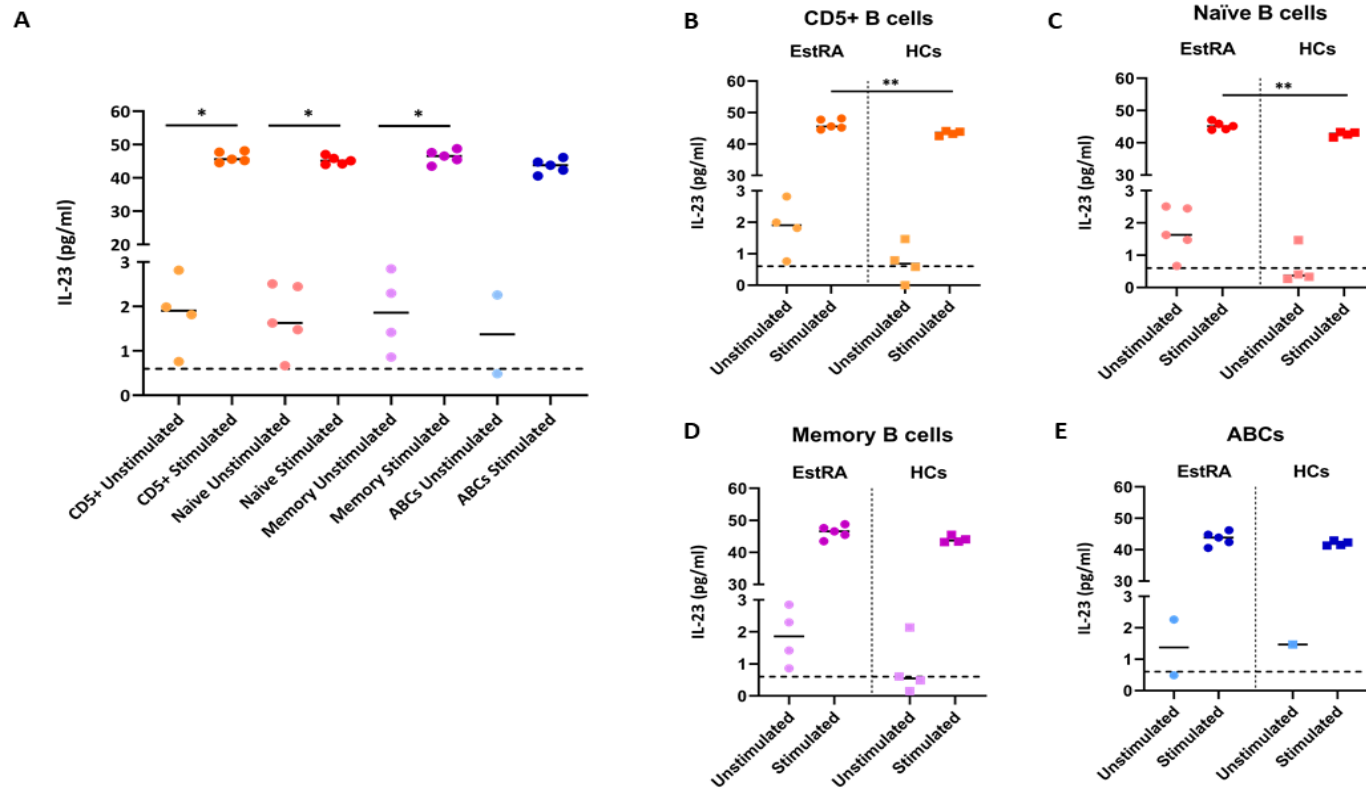 A
IL-23 (pg/ml)
60
50
40
30
20
3
2
1
0
*
*
*
CD5+ Unstimulated
CD5+ Stimulated
Naive Unstimulated
Naive Stimulated
Memory Unstimulated
Memory Stimulated
ABCs Unstimulated
ABCs Stimulated
B
CD5+ B cells
EstRA
HCs
**
IL-23 (pg/ml)
60
50
40
30
3
2
1
0
Unstimulated
Stimulated
Unstimulated
Stimulated
C
Naïve B cells
EstRA
HCs
**
IL-23 (pg/ml)
60
50
40
30
3
2
1
0
Unstimulated
Stimulated
Unstimulated
Stimulated
D
Memory B cells
EstRA
HCs
IL-23 (pg/ml)
60
50
40
30
3
2
1
0
Unstimulated
Stimulated
Unstimulated
Stimulated
E
ABCs
EstRA
HCs
IL-23 (pg/ml)
60
50
40
30
3
2
1
0
Unstimulated
Stimulated
Unstimulated
Stimulated